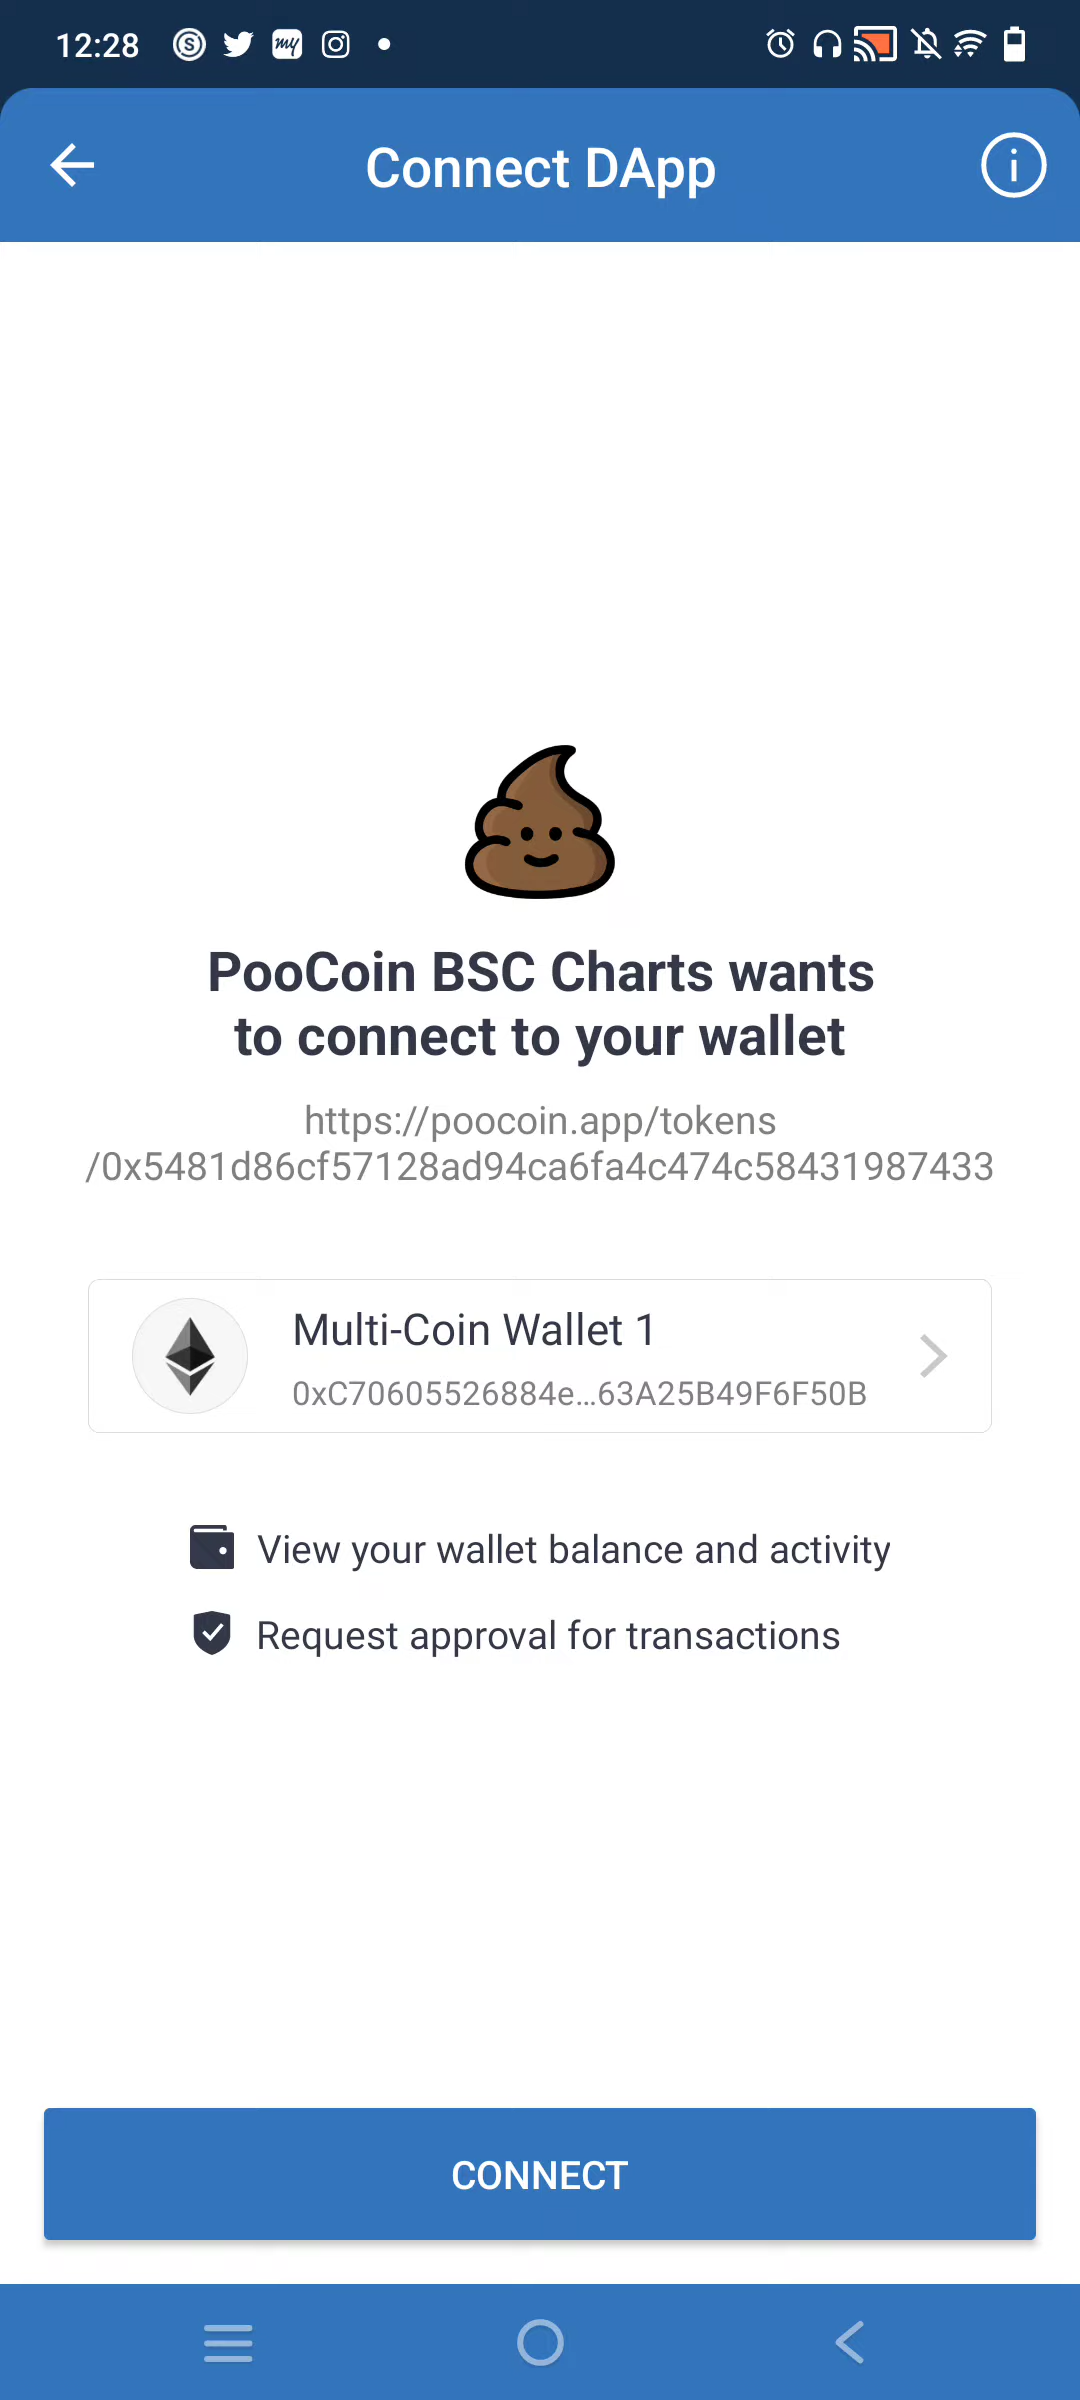 12:28
my
Connect DApp
PooCoin BSC Charts wants
to connect to your wallet
https://poocoin.app/tokens
/0x5481d86cf57128ad94ca6fa4c474c58431987433
Multi-Coin Wallet 1
0xC70605526884e...63A25B49F6F50B
View your wallet balance and activity
Request approval for transactions
CONNECT